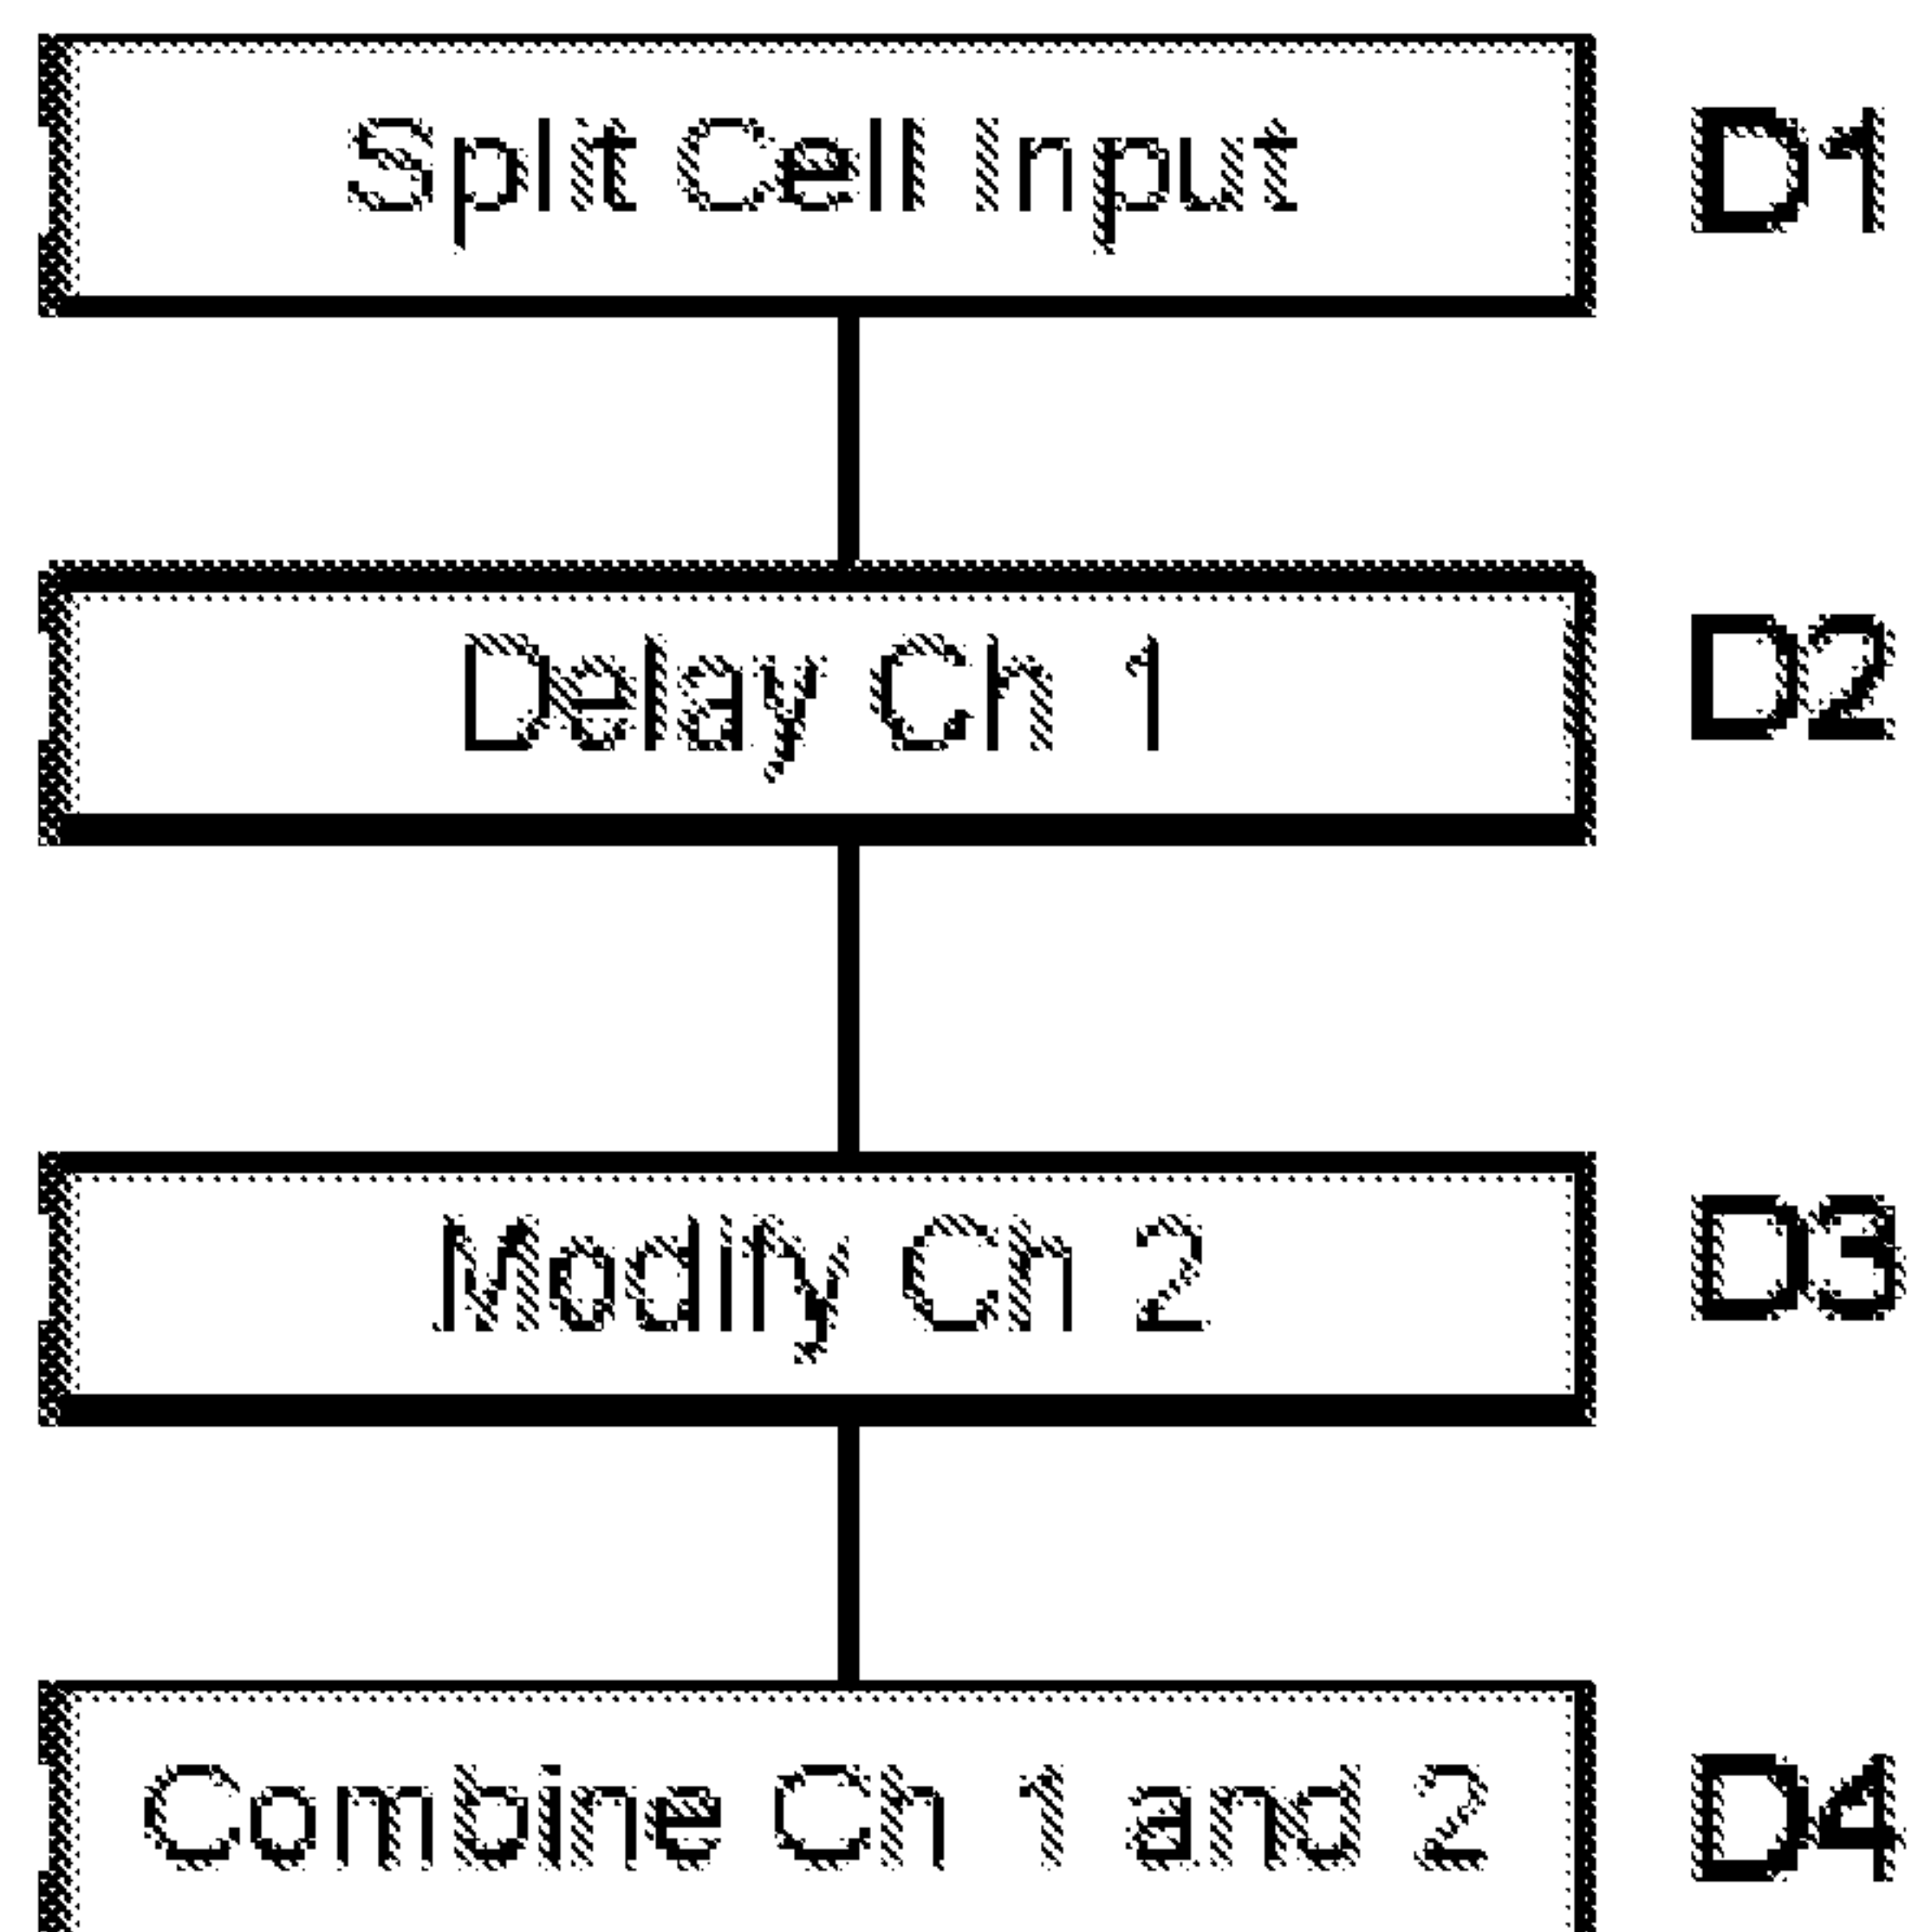 Split Cell Input D1
Delay Ch 1 D2
Modify Ch 2 D3
Combine Ch 1 and 2 D4